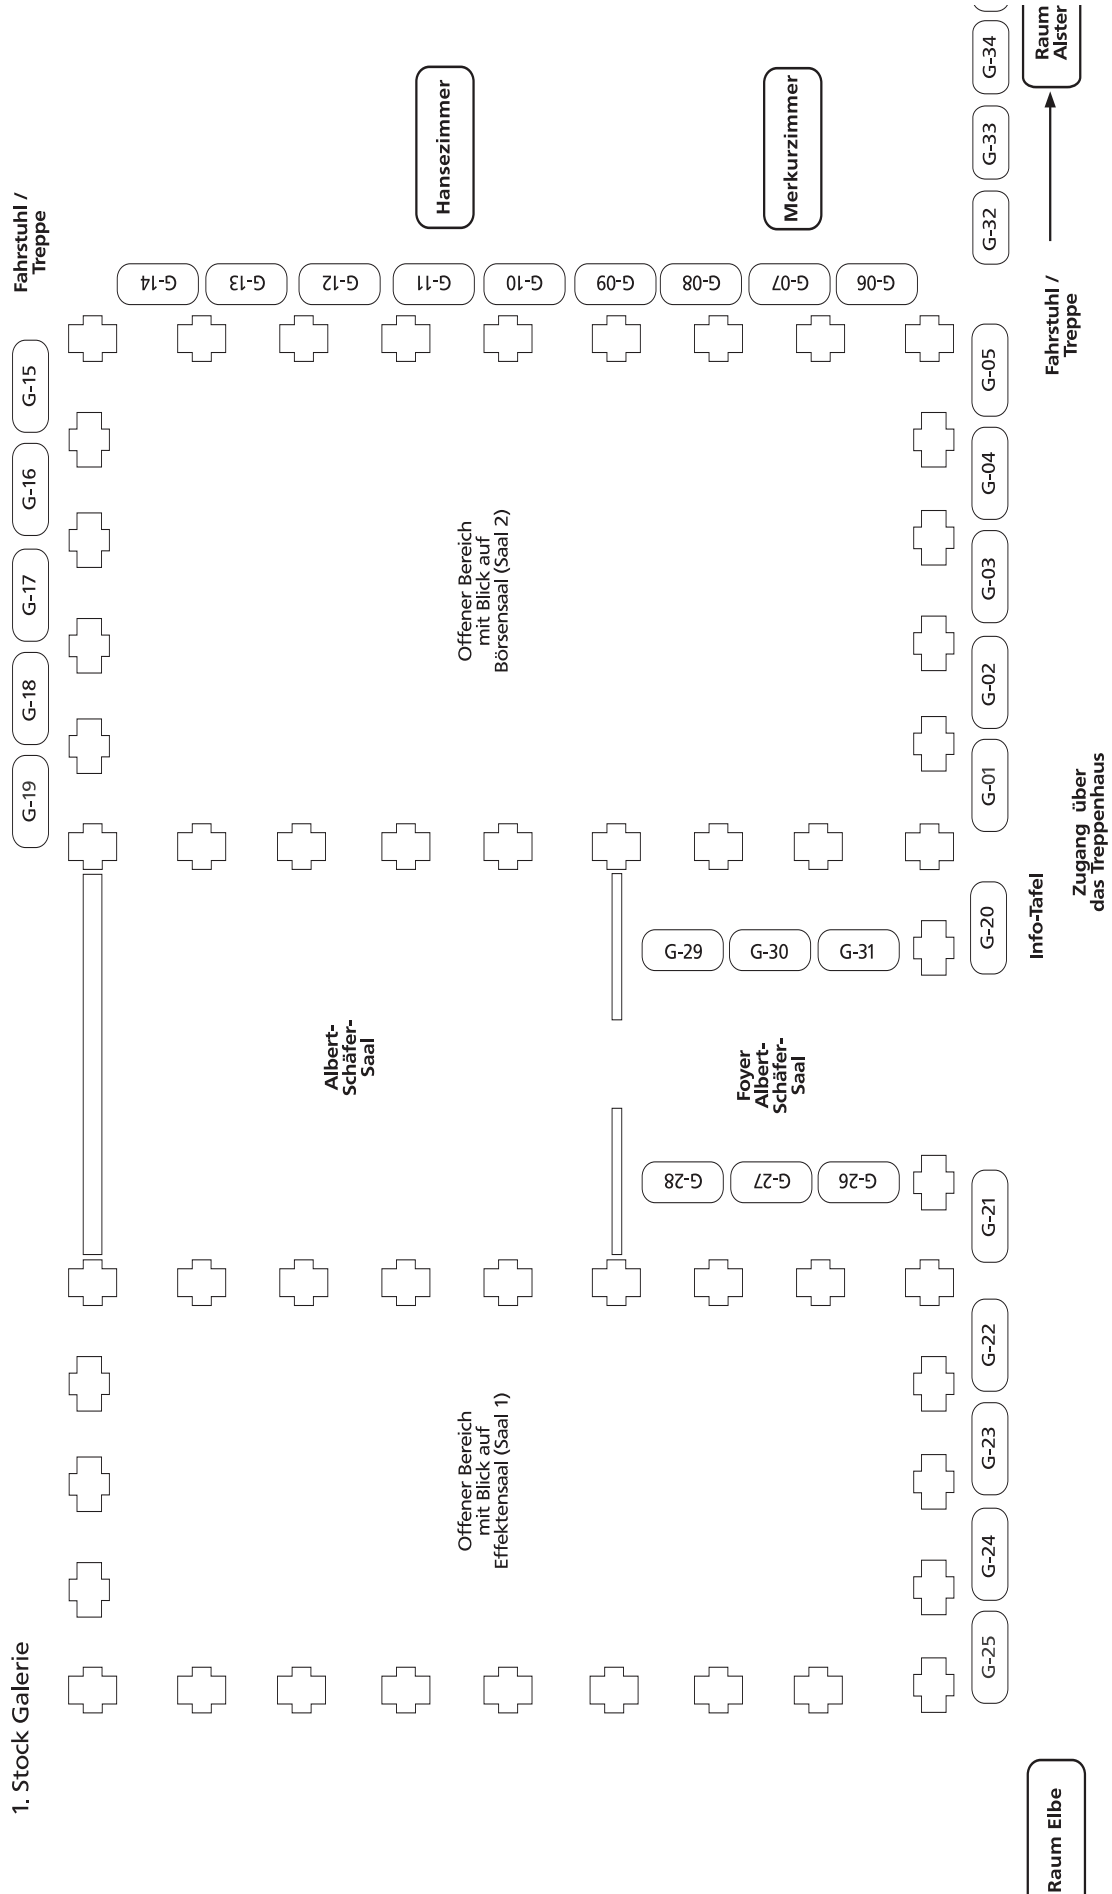 1. Stock Galerie
Fahrstuhl /
Treppe
G-19
G-18
G-17
G-16
G-15
G-14
G-13
G-12
G-11
G-10
G-09
G-08
G-07
G-06
Hansezimmer
Merkurzimmer
Albert-
Schäfer-
Saal
Offener Bereich
mit Blick auf
Effektensaal (Saal 1)
Offener Bereich
mit Blick auf
Börsensaal (Saal 2)
G-28
G-27
G-26
Foyer
Albert-
Schäfer-
Saal
G-29
G-30
G-31
G-25
G-24
G-23
G-22
G-21
G-20
G-01
G-02
G-03
G-04
G-05
G-32
G-33
G-34
Raum Elbe
Info-Tafel
Fahrstuhl /
Treppe
Raum
Alster
Zugang über
das Treppenhaus